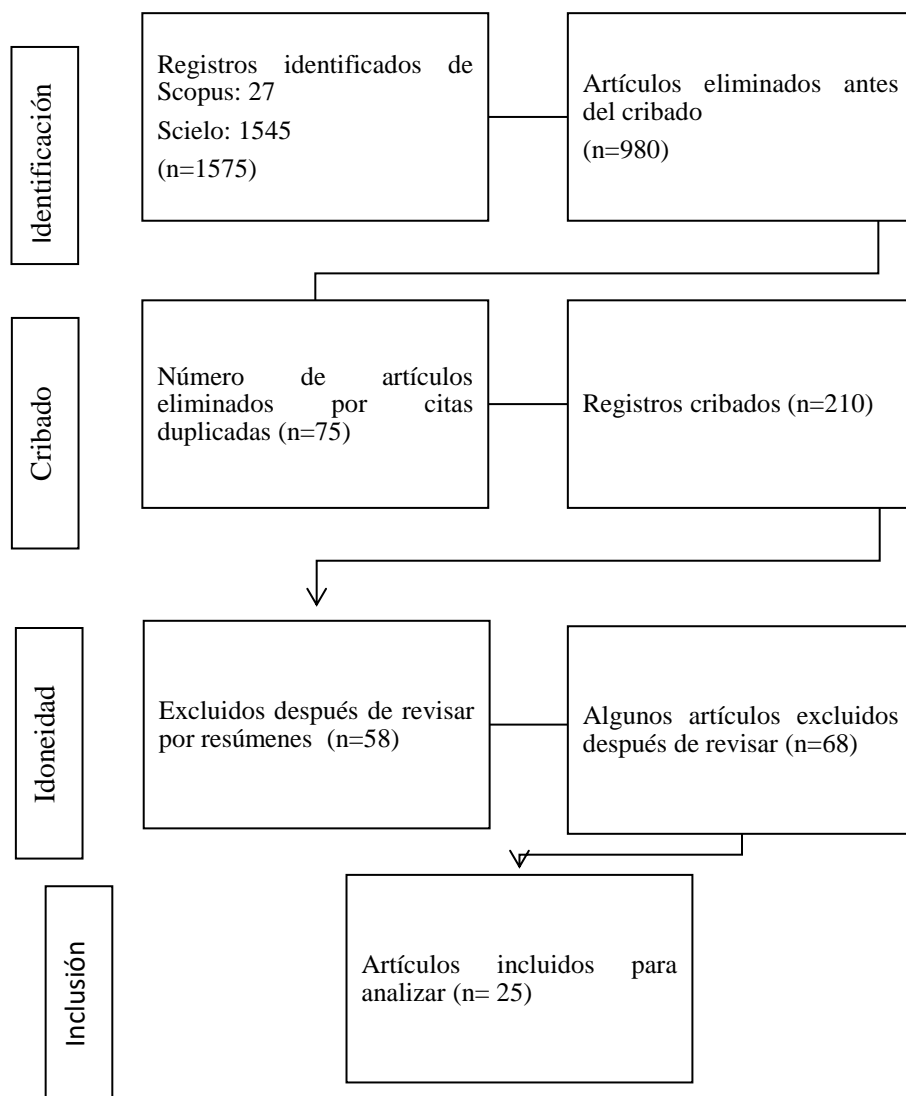 Identificación
Registros identificados de
Scopus: 27
Scielo: 1545
(n=1575)
Artículos eliminados antes
del cribado
(n=980)
Cribado
Número de artículos
eliminados por citas
duplicadas (n=75)
Registros cribados (n=210)
Idoneidad
Excluidos después de revisar
por resúmenes (n=58)
Algunos artículos excluidos
después de revisar (n=68)
Inclusión
Artículos incluidos para
analizar (n= 25)